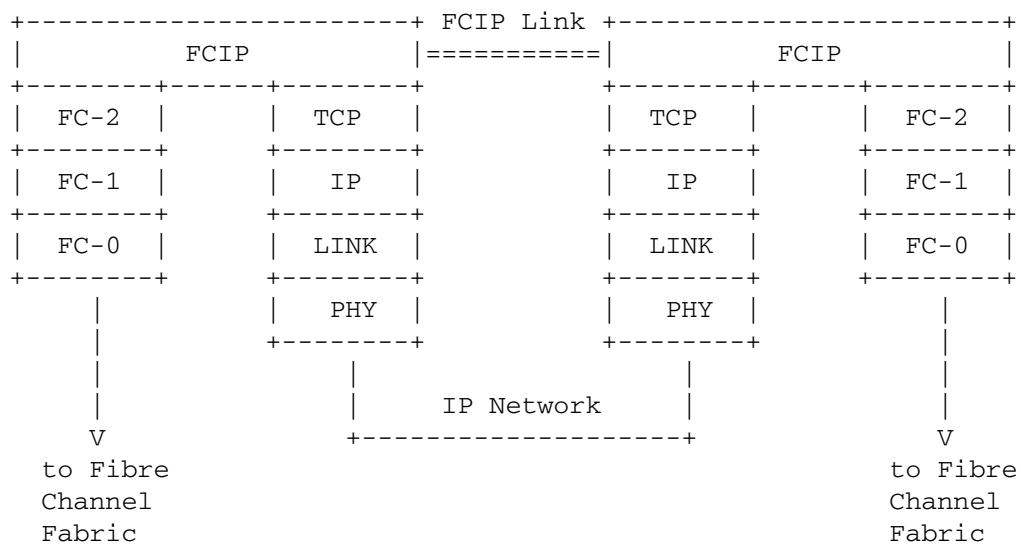 FCIP Link
FCIP FCIP
FC-2 TCP TCP FC-2
FC-1 IP IP FC-1
FC-0 LINK LINK FC-0
PHY PHY
IP Network
V V
to Fibre to Fibre
Channel Channel
Fabric Fabric